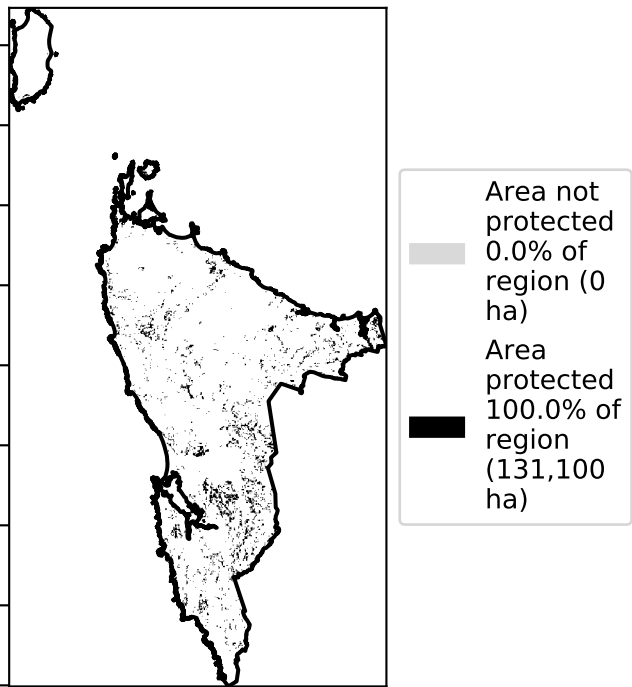 Area not
protected
0.0% of
region (0
ha)
Area
protected
100.0% of
region
(131,100
ha)